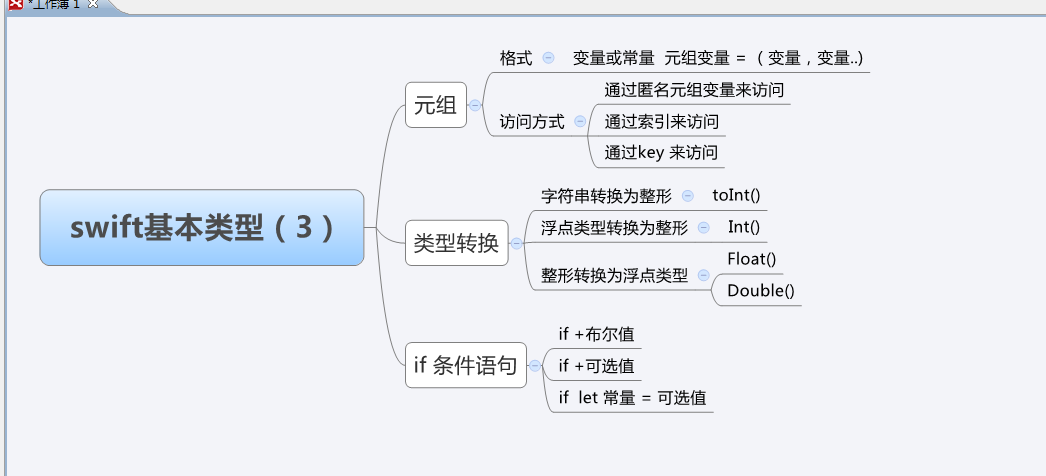 *工作簿 1
swift基本类型（3）
元组
格式
变量或常量 元组变量 = （变量，变量..)
访问方式
通过匿名元组变量来访问
通过索引来访问
通过key 来访问
类型转换
字符串转换为整形
toInt()
浮点类型转换为整形
Int()
整形转换为浮点类型
Float()
Double()
if 条件语句
if +布尔值
if +可选值
if let 常量 = 可选值